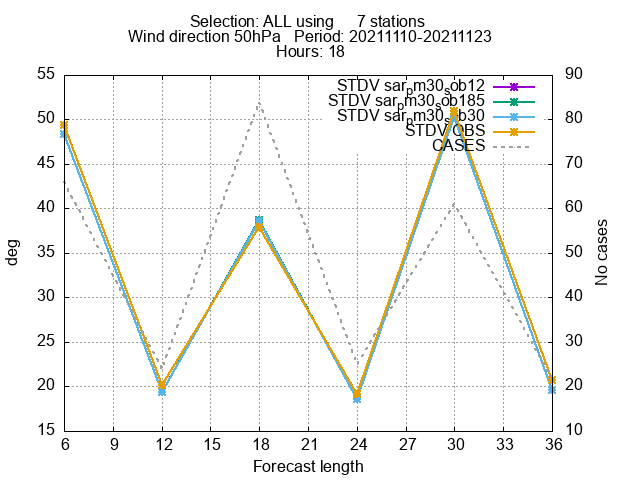 Selection: ALL using 7 stations
Wind direction 50hPa Period: 20211110-20211123
Hours: 18
STDV sar_pm30_sob12
STDV sar_pm30_sob185
STDV sar_pm30_sob30
STDV OBS
CASES
55
50
45
40
35
30
25
20
15
deg
90
80
70
60
50
40
30
20
10
No cases
6 9 12 15 18 21 24 27 30 33 36
Forecast length